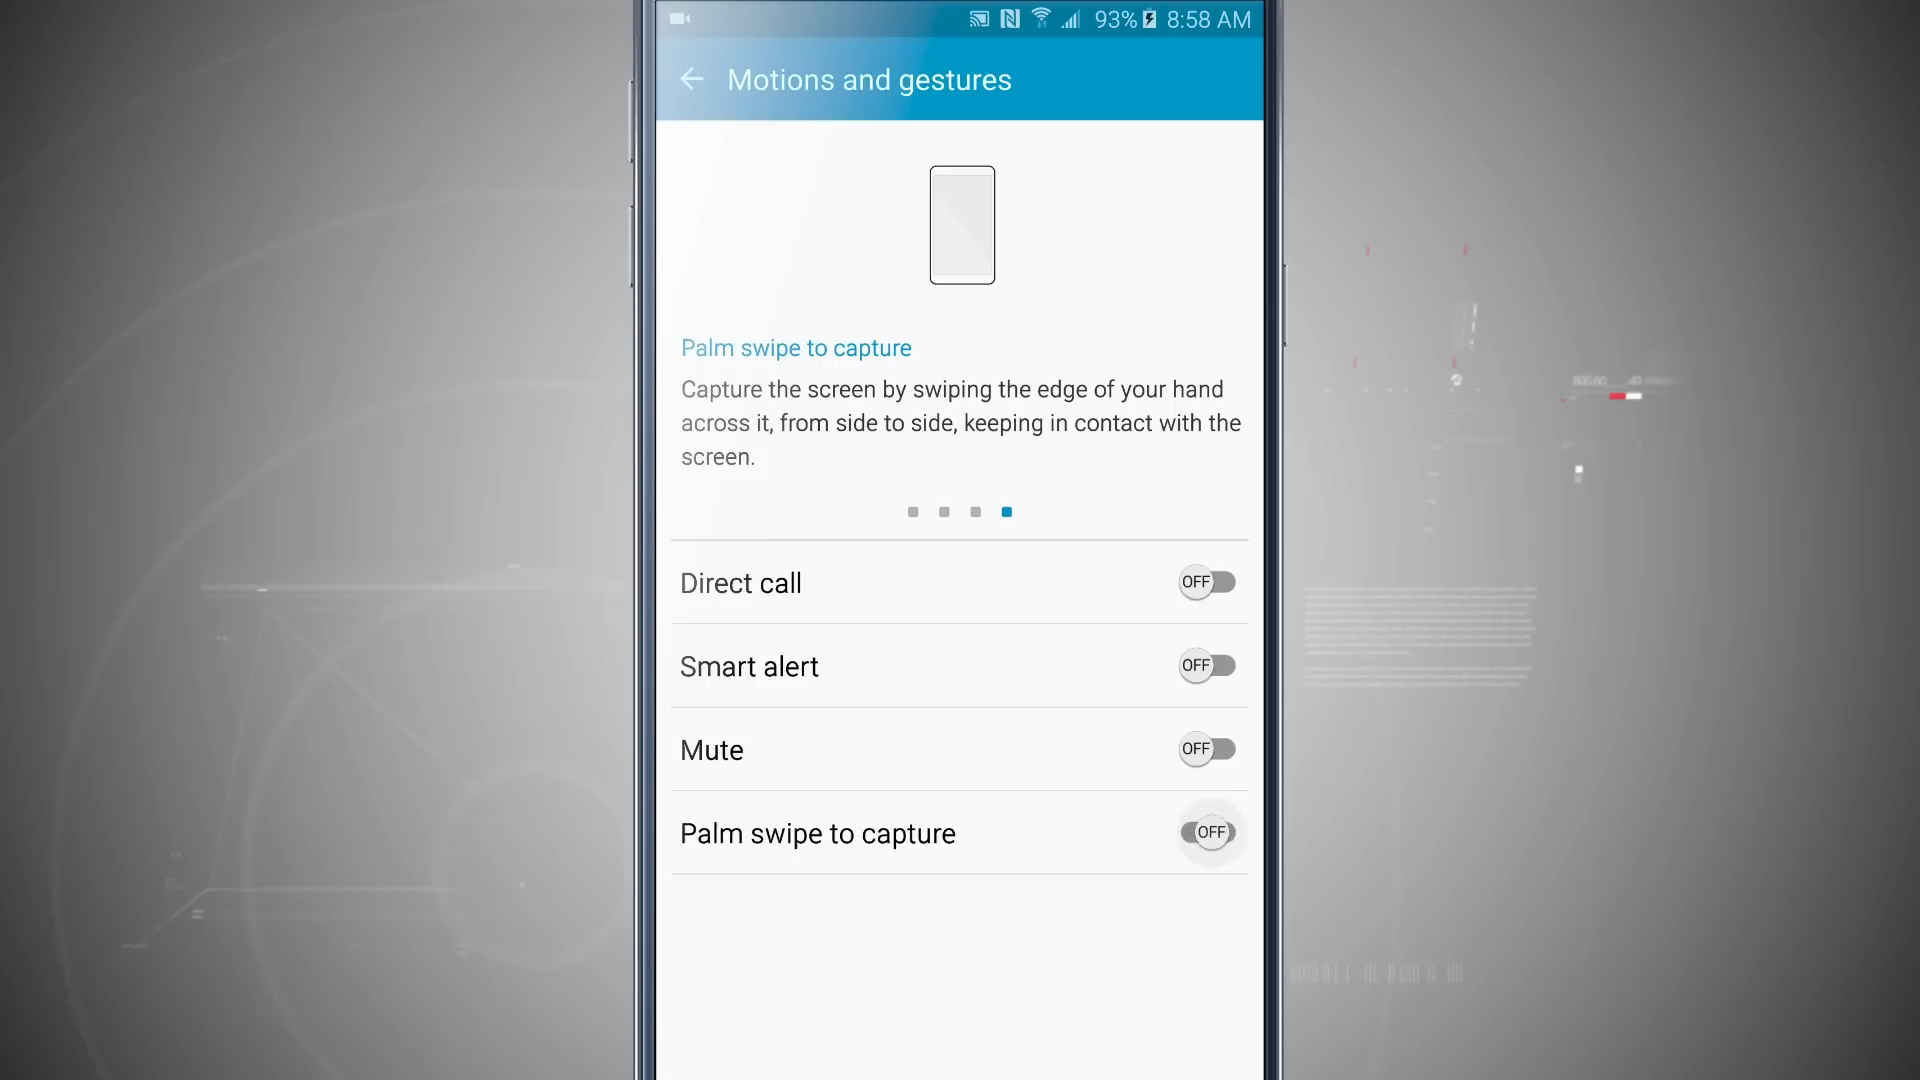 93% 8:58 AM
Motions and gestures
Palm swipe to capture
Capture the screen by swiping the edge of your hand
across it, from side to side, keeping in contact with the
screen.
Direct call OFF
Smart alert OFF
Mute OFF
Palm swipe to capture OFF